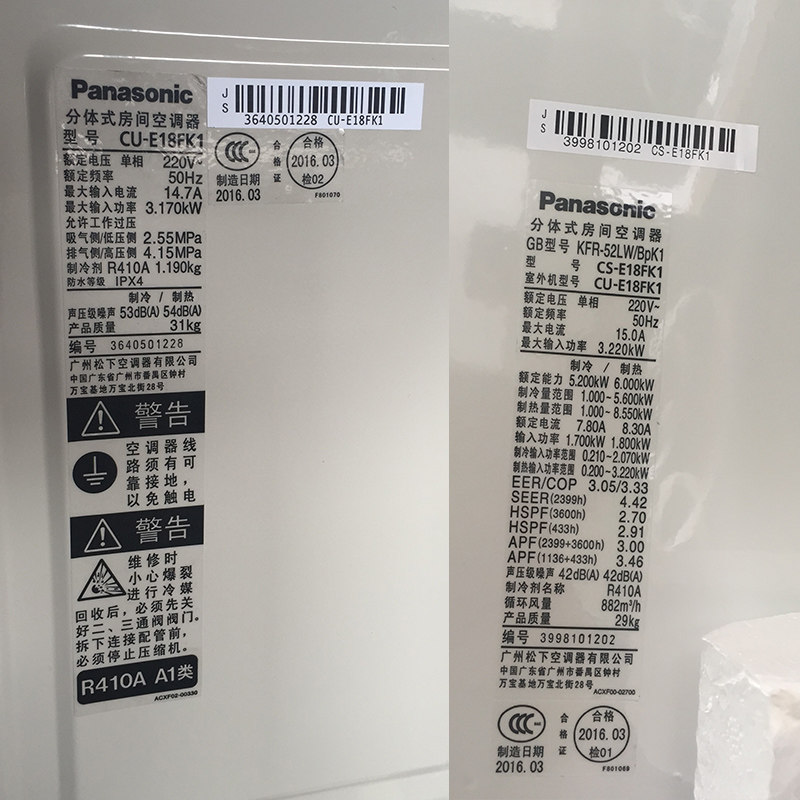 Panasonic
分体式房间空调器
型 号 CU-E18FK1
额定电压 单相 220V~
额定频率 50Hz
最大输入电流 14.7A
最大输入功率 3.170kW
允许工作过压
吸气侧/低压侧 2.55MPa
排气侧/高压侧 4.15MPa
制冷剂 R410A 1.190kg
防水等级 IPX4
制冷 / 制热
声压级噪声 53dB(A) 54dB(A)
产品质量 31kg
编号 3640501228
广州松下空调器有限公司
中国广东省广州市番禺区钟村
万宝基地万宝北街28号
警告
空调器线
路须有可
靠接地，
以免触电
警告
维修时
小心爆裂
进行冷媒
回收后，必须先关
好二、三通阀阀门。
拆下连接配管前，
必须停止压缩机。
R410A A1类
ACXF02-00330
J
S
3640501228 CU-E18FK1
CCC
制造日期
2016.03
合格证
合格
2016.03
检02
F801070
J
S
3998101202 CS-E18FK1
Panasonic
分体式房间空调器
GB型号 KFR-52LW/BpK1
型 号 CS-E18FK1
室外机型号 CU-E18FK1
额定电压 单相 220V~
额定频率 50Hz
最大电流 15.0A
最大输入功率 3.220kW
制冷 / 制热
额定能力 5.200kW 6.000kW
制冷量范围 1.000~5.600kW
制热量范围 1.000~8.550kW
额定电流 7.80A 8.30A
输入功率 1.700kW 1.800kW
制冷输入功率范围 0.210~2.070kW
制热输入功率范围 0.200~3.220kW
EER/COP 3.05/3.33
SEER(2399h) 4.42
HSPF(3600h) 2.70
HSPF(433h) 2.91
APF(2399+3600h) 3.00
APF(1136+433h) 3.46
声压级噪声 42dB(A) 42dB(A)
制冷剂名称 R410A
循环风量 882m³/h
产品质量 29kg
编号 3998101202
广州松下空调器有限公司
中国广东省广州市番禺区钟村
万宝基地万宝北街28号
ACXF00-02700
CCC
制造日期
2016.03
合格证
合格
2016.03
检01
F801069